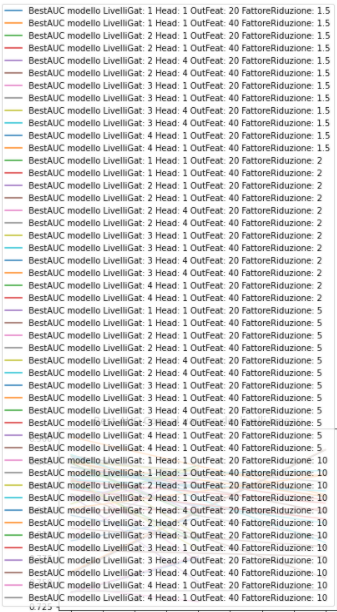 BestAUC modello LivelliGat: 1 Head: 1 OutFeat: 20 FattoreRiduzione: 1.5
BestAUC modello LivelliGat: 1 Head: 1 OutFeat: 40 FattoreRiduzione: 1.5
BestAUC modello LivelliGat: 2 Head: 1 OutFeat: 20 FattoreRiduzione: 1.5
BestAUC modello LivelliGat: 2 Head: 1 OutFeat: 40 FattoreRiduzione: 1.5
BestAUC modello LivelliGat: 2 Head: 4 OutFeat: 20 FattoreRiduzione: 1.5
BestAUC modello LivelliGat: 2 Head: 4 OutFeat: 40 FattoreRiduzione: 1.5
BestAUC modello LivelliGat: 3 Head: 1 OutFeat: 20 FattoreRiduzione: 1.5
BestAUC modello LivelliGat: 3 Head: 1 OutFeat: 40 FattoreRiduzione: 1.5
BestAUC modello LivelliGat: 3 Head: 4 OutFeat: 20 FattoreRiduzione: 1.5
BestAUC modello LivelliGat: 3 Head: 4 OutFeat: 40 FattoreRiduzione: 1.5
BestAUC modello LivelliGat: 4 Head: 1 OutFeat: 20 FattoreRiduzione: 1.5
BestAUC modello LivelliGat: 4 Head: 1 OutFeat: 40 FattoreRiduzione: 1.5
BestAUC modello LivelliGat: 1 Head: 1 OutFeat: 20 FattoreRiduzione: 2
BestAUC modello LivelliGat: 1 Head: 1 OutFeat: 40 FattoreRiduzione: 2
BestAUC modello LivelliGat: 2 Head: 1 OutFeat: 20 FattoreRiduzione: 2
BestAUC modello LivelliGat: 2 Head: 1 OutFeat: 40 FattoreRiduzione: 2
BestAUC modello LivelliGat: 2 Head: 4 OutFeat: 20 FattoreRiduzione: 2
BestAUC modello LivelliGat: 2 Head: 4 OutFeat: 40 FattoreRiduzione: 2
BestAUC modello LivelliGat: 3 Head: 1 OutFeat: 20 FattoreRiduzione: 2
BestAUC modello LivelliGat: 3 Head: 1 OutFeat: 40 FattoreRiduzione: 2
BestAUC modello LivelliGat: 3 Head: 4 OutFeat: 20 FattoreRiduzione: 2
BestAUC modello LivelliGat: 3 Head: 4 OutFeat: 40 FattoreRiduzione: 2
BestAUC modello LivelliGat: 4 Head: 1 OutFeat: 20 FattoreRiduzione: 2
BestAUC modello LivelliGat: 4 Head: 1 OutFeat: 40 FattoreRiduzione: 2
BestAUC modello LivelliGat: 1 Head: 1 OutFeat: 20 FattoreRiduzione: 5
BestAUC modello LivelliGat: 1 Head: 1 OutFeat: 40 FattoreRiduzione: 5
BestAUC modello LivelliGat: 2 Head: 1 OutFeat: 20 FattoreRiduzione: 5
BestAUC modello LivelliGat: 2 Head: 1 OutFeat: 40 FattoreRiduzione: 5
BestAUC modello LivelliGat: 2 Head: 4 OutFeat: 20 FattoreRiduzione: 5
BestAUC modello LivelliGat: 2 Head: 4 OutFeat: 40 FattoreRiduzione: 5
BestAUC modello LivelliGat: 3 Head: 1 OutFeat: 20 FattoreRiduzione: 5
BestAUC modello LivelliGat: 3 Head: 1 OutFeat: 40 FattoreRiduzione: 5
BestAUC modello LivelliGat: 3 Head: 4 OutFeat: 20 FattoreRiduzione: 5
BestAUC modello LivelliGat: 3 Head: 4 OutFeat: 40 FattoreRiduzione: 5
BestAUC modello LivelliGat: 4 Head: 1 OutFeat: 20 FattoreRiduzione: 5
BestAUC modello LivelliGat: 4 Head: 1 OutFeat: 40 FattoreRiduzione: 5
BestAUC modello LivelliGat: 1 Head: 1 OutFeat: 20 FattoreRiduzione: 10
BestAUC modello LivelliGat: 1 Head: 1 OutFeat: 40 FattoreRiduzione: 10
BestAUC modello LivelliGat: 2 Head: 1 OutFeat: 20 FattoreRiduzione: 10
BestAUC modello LivelliGat: 2 Head: 1 OutFeat: 40 FattoreRiduzione: 10
BestAUC modello LivelliGat: 2 Head: 4 OutFeat: 20 FattoreRiduzione: 10
BestAUC modello LivelliGat: 2 Head: 4 OutFeat: 40 FattoreRiduzione: 10
BestAUC modello LivelliGat: 3 Head: 1 OutFeat: 20 FattoreRiduzione: 10
BestAUC modello LivelliGat: 3 Head: 1 OutFeat: 40 FattoreRiduzione: 10
BestAUC modello LivelliGat: 3 Head: 4 OutFeat: 20 FattoreRiduzione: 10
BestAUC modello LivelliGat: 3 Head: 4 OutFeat: 40 FattoreRiduzione: 10
BestAUC modello LivelliGat: 4 Head: 1 OutFeat: 20 FattoreRiduzione: 10
BestAUC modello LivelliGat: 4 Head: 1 OutFeat: 40 FattoreRiduzione: 10
0.725